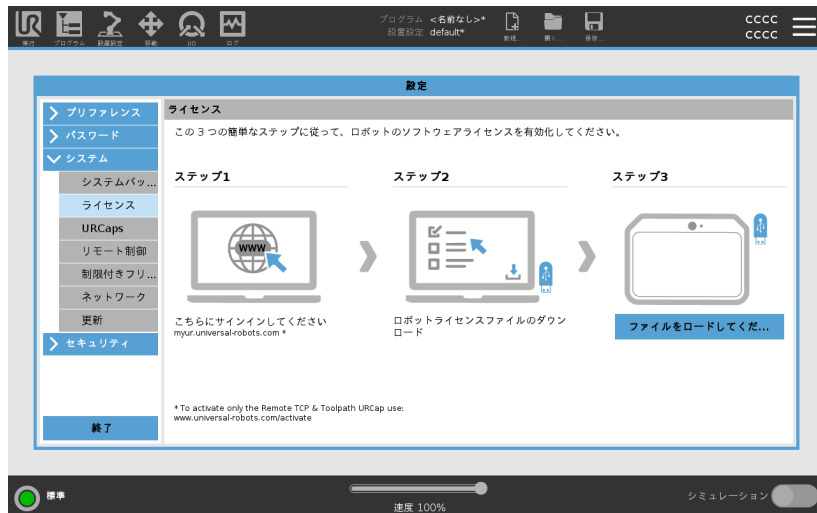 UR
実行
プログラム
設置設定
移動
I/O
ログ
プログラム <名前なし>*
設置設定 default*
新規...
開く...
保存...
cccc
cccc
設定
プリファレンス
パスワード
システム
システムバッ...
ライセンス
URCaps
リモート制御
制限付きフリ...
ネットワーク
更新
セキュリティ
終了
ライセンス
この 3 つの簡単なステップに従って、ロボットのソフトウェアライセンスを有効化してください。
ステップ1
WWW
こちらにサインインしてください
myur.universal-robots.com *
ステップ2
ロボットライセンスファイルのダウン
ロード
ステップ3
ファイルをロードしてくだ...
* To activate only the Remote TCP & Toolpath URCap use:
www.universal-robots.com/activate
標準
速度 100%
シミュレーション